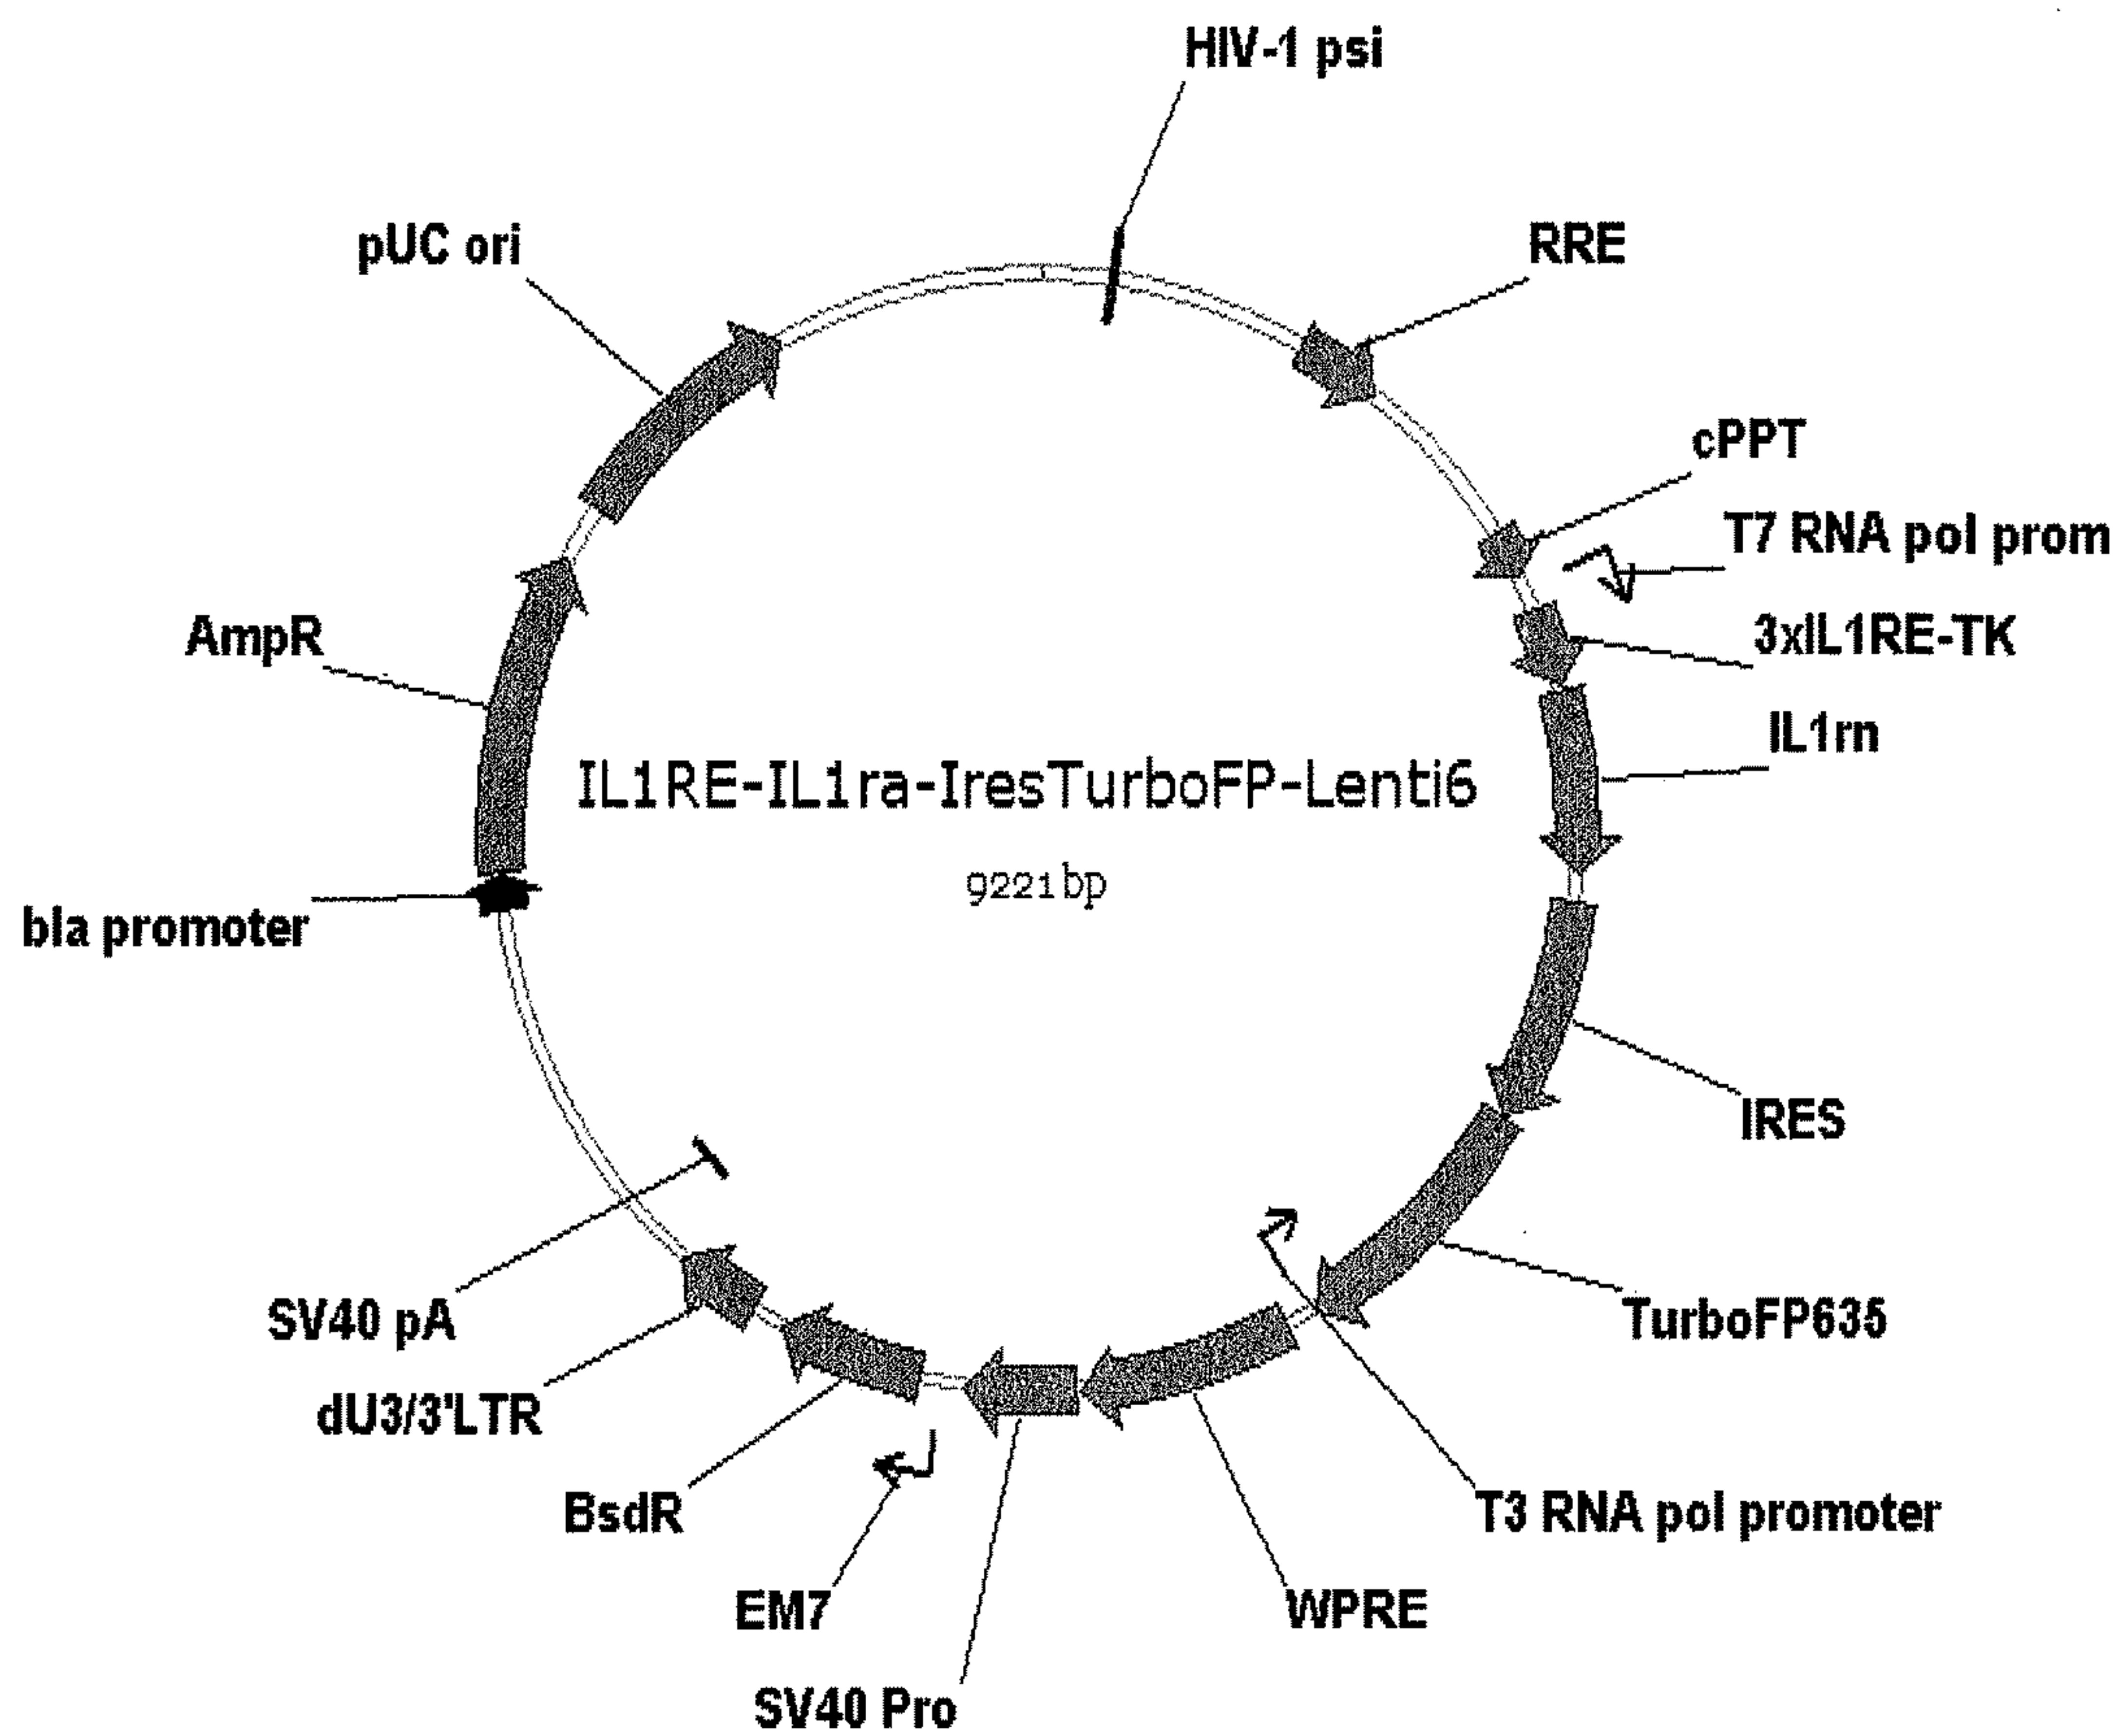 HIV-1 psi
pUC ori
RRE
cPPT
T7 RNA pol prom
AmpR
3xIL1RE-TK
IL1rn
IL1RE-IL1ra-IresTurboFP-Lenti6
9221bp
bla promoter
IRES
SV40 pA
TurboFP635
dU3/3'LTR
BsdR
T3 RNA pol promoter
EM7
WPRE
SV40 Pro